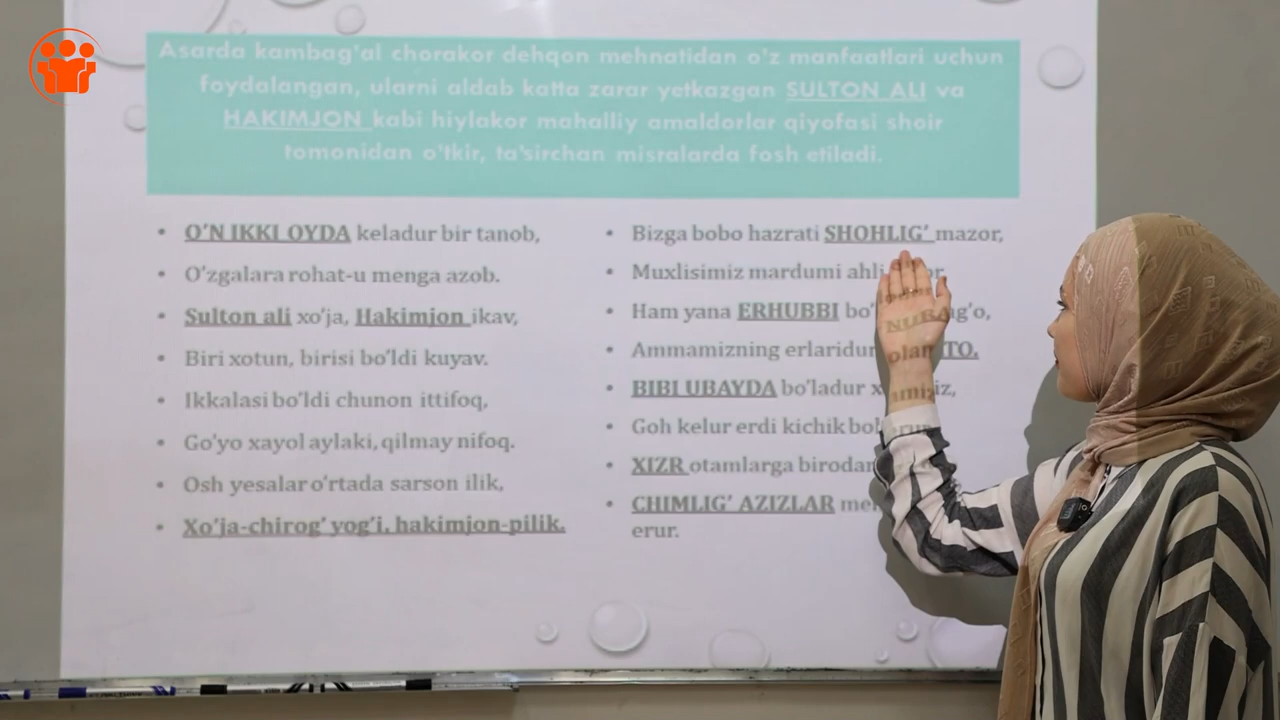 Asarda kambag'al chorakor dehqon mehnatidan o'z manfaatlari uchun
foydalangan, ularni aldab katta zarar yetkazgan SULTON ALI va
HAKIMJON kabi hiylakor mahalliy amaldorlar qiyofasi shoir
tomonidan o'tkir, ta'sirchan misralarda fosh etiladi.
• O'N IKKI OYDA keladur bir tanob,
• O'zgalara rohat-u menga azob.
• Sulton ali xo'ja, Hakimjon ikav,
• Biri xotun, birisi bo'ldi kuyav.
• Ikkalasi bo'ldi chunon ittifoq,
• Go'yo xayol aylaki, qilmay nifoq.
• Osh yesalar o'rtada sarson ilik,
• Xo'ja-chirog' yog'i, hakimjon-pilik.
• Bizga bobo hazrati SHOHLIG' mazor,
• Muxlisimiz mardumi ahli
• Ham yana ERHUBBI
• Ammamizning
• BIBI UBAYDA bo'ladur
• Goh kelur erdi kichik
• XIZR otamlarga
• CHIMLIG' AZIZLAR
erur.